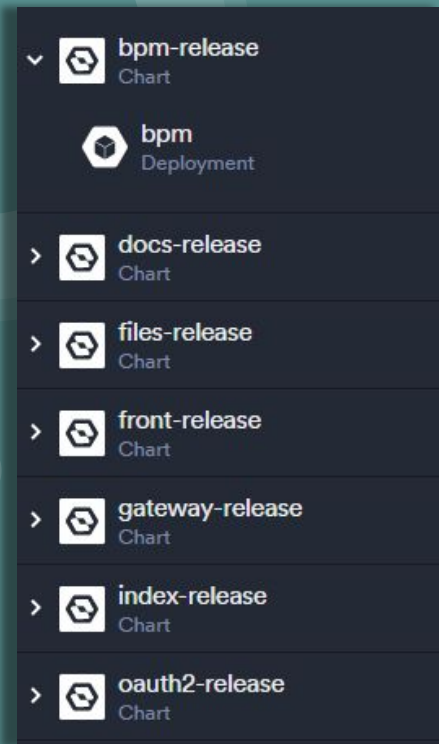 bpm-release
Chart
bpm
Deployment
docs-release
Chart
files-release
Chart
front-release
Chart
gateway-release
Chart
index-release
Chart
oauth2-release
Chart